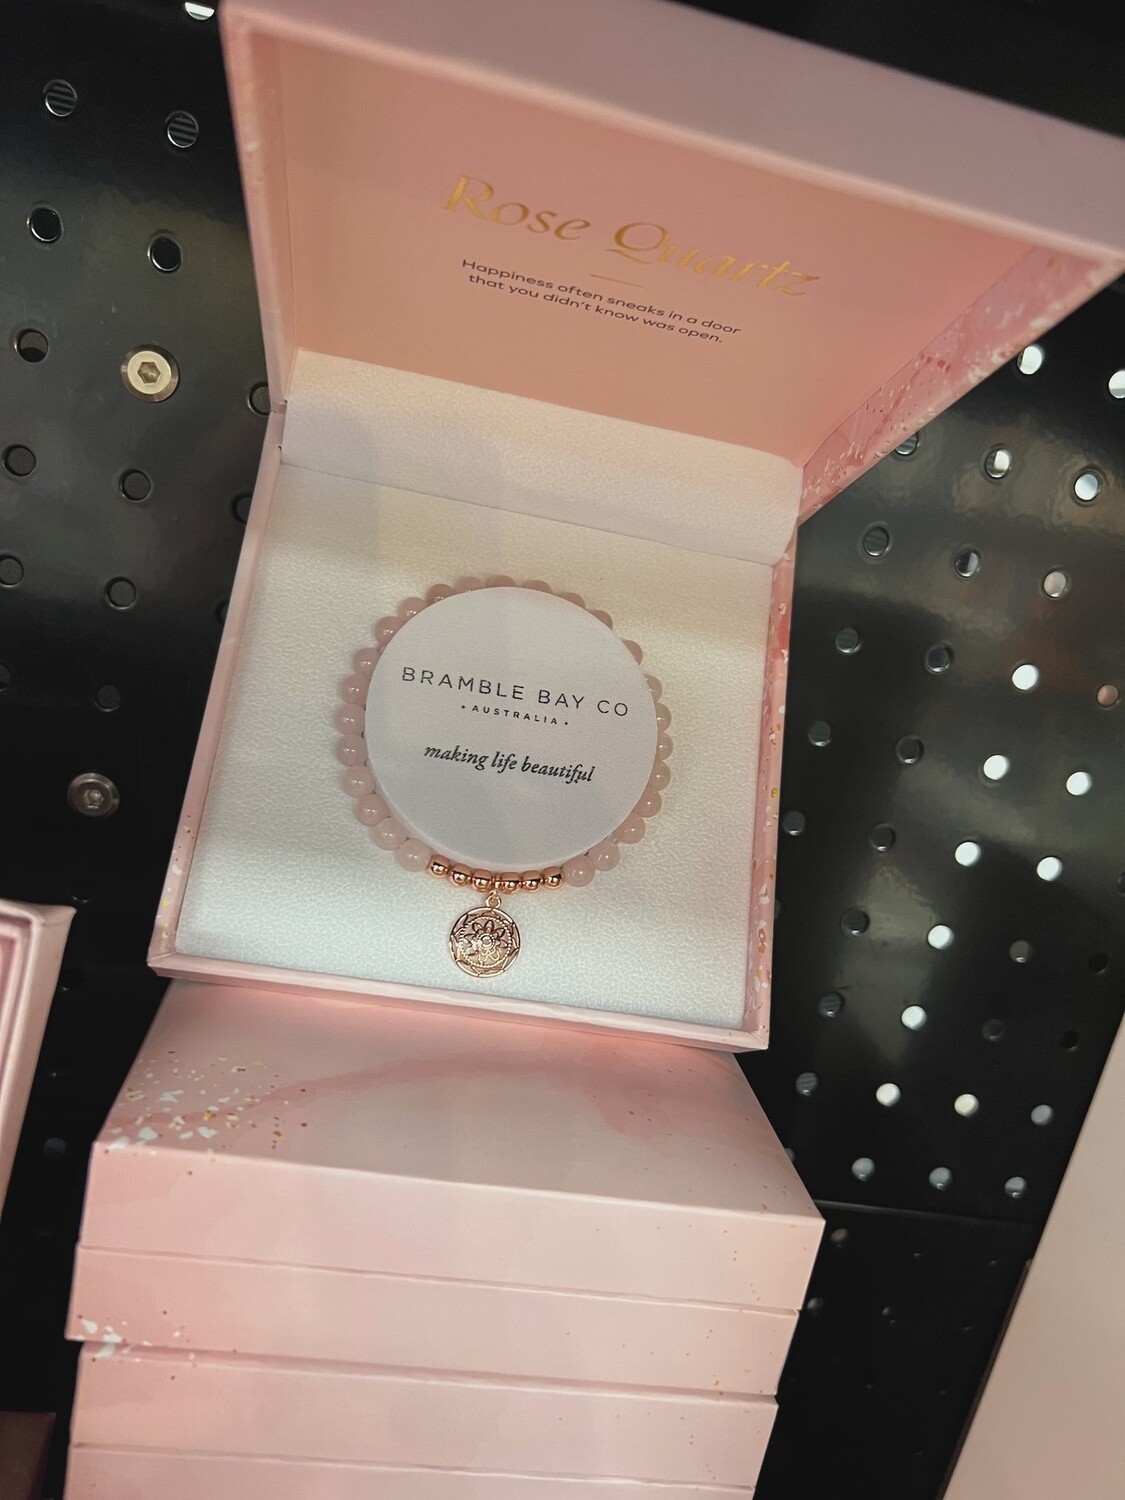 Rose Quartz
Happiness often sneaks in a door
that you didn't know was open.
BRAMBLE BAY CO
• AUSTRALIA •
making life beautiful